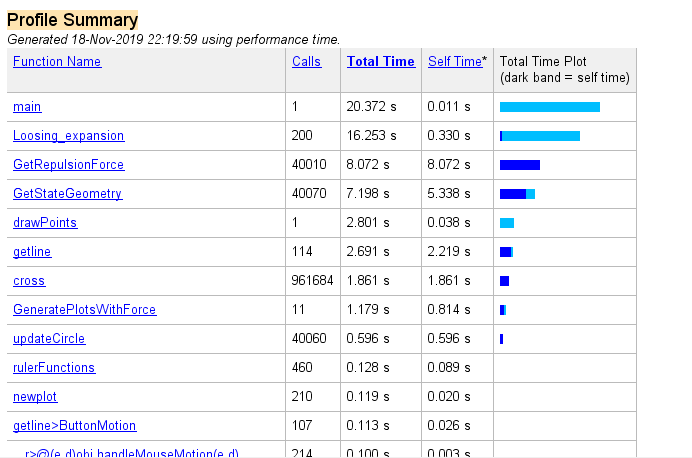 Profile Summary
Generated 18-Nov-2019 22:19:59 using performance time.
Function Name Calls Total Time Self Time* Total Time Plot
(dark band = self time)
main 1 20.372 s 0.011 s
Loosing_expansion 200 16.253 s 0.330 s
GetRepulsionForce 40010 8.072 s 8.072 s
GetStateGeometry 40070 7.198 s 5.338 s
drawPoints 1 2.801 s 0.038 s
getline 114 2.691 s 2.219 s
cross 961684 1.861 s 1.861 s
GeneratePlotsWithForce 11 1.179 s 0.814 s
updateCircle 40060 0.596 s 0.596 s
rulerFunctions 460 0.128 s 0.089 s
newplot 210 0.119 s 0.020 s
getline>ButtonMotion 107 0.113 s 0.026 s
...r>@(e,d)obj.handleMouseMotion(e,d) 214 0.100 s 0.003 s